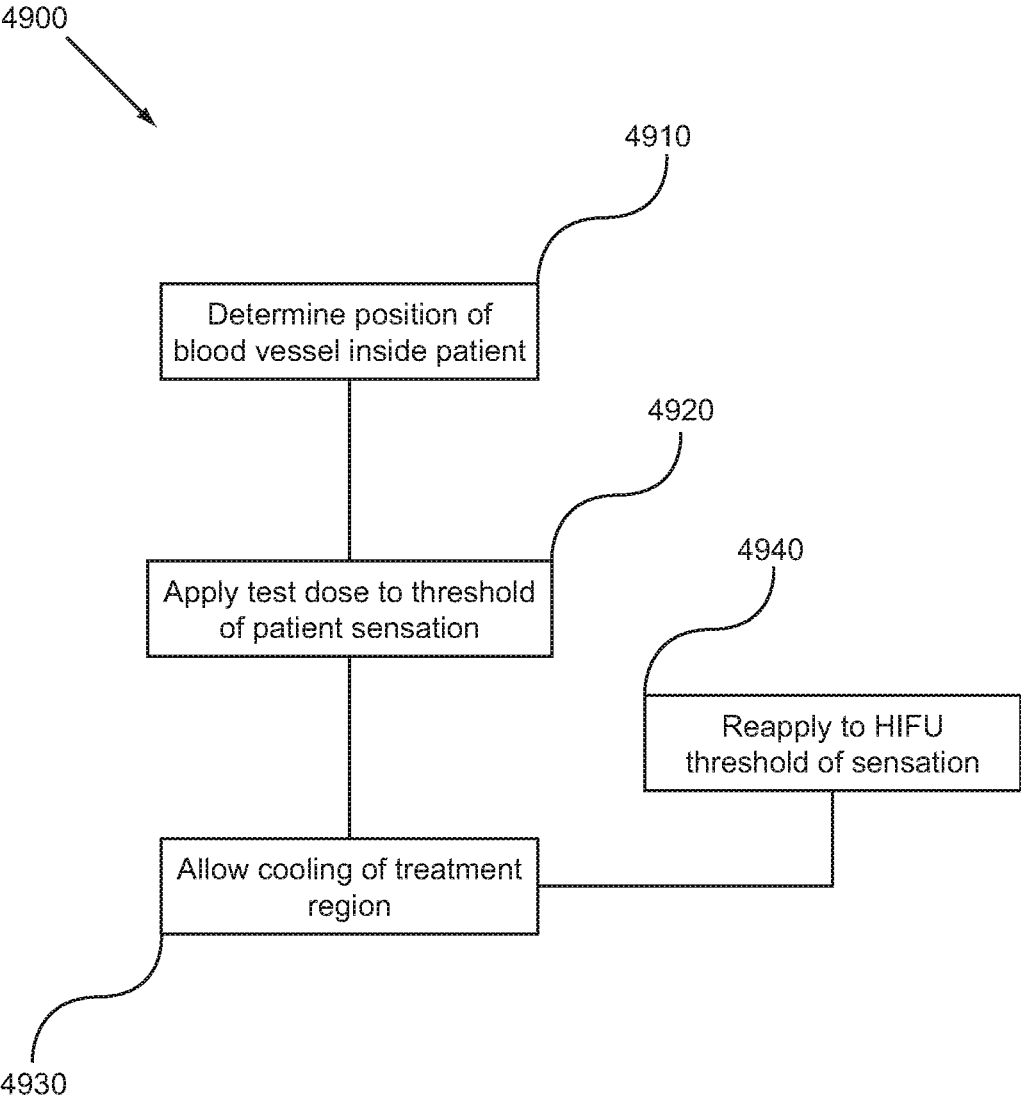 4900
4910
Determine position of
blood vessel inside patient
4920
Apply test dose to threshold
of patient sensation
4940
Reapply to HIFU
threshold of sensation
Allow cooling of treatment
region
4930